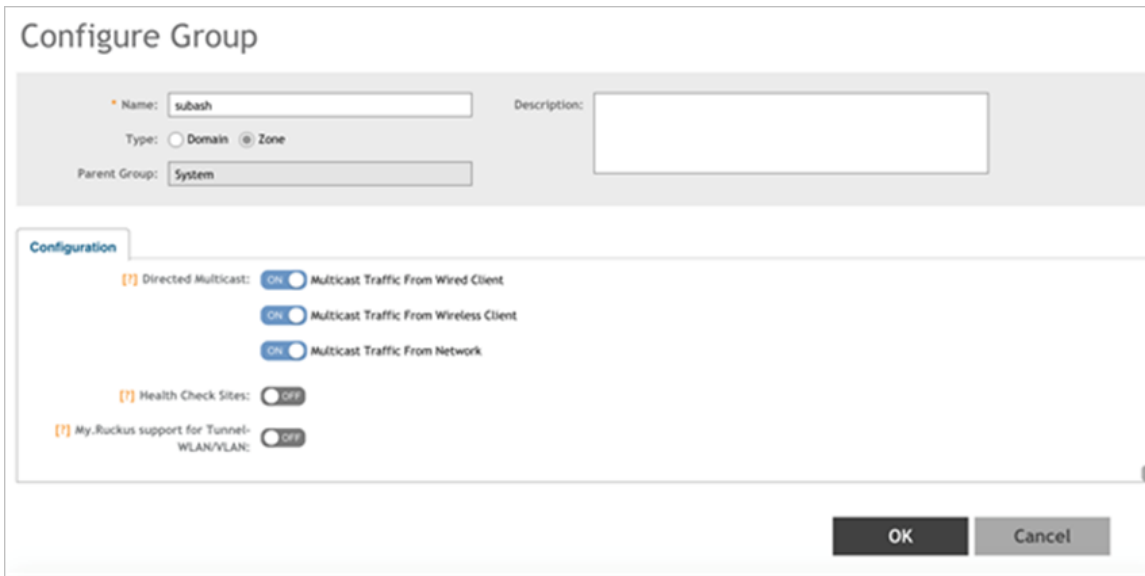 Configure Group
* Name: subash Description:
Type: Domain Zone
Parent Group: System
Configuration
[?] Directed Multicast: ON Multicast Traffic From Wired Client
ON Multicast Traffic From Wireless Client
ON Multicast Traffic From Network
[?] Health Check Sites: OFF
[?] My.Ruckus support for Tunnel-
WLAN/VLAN: OFF
OK Cancel